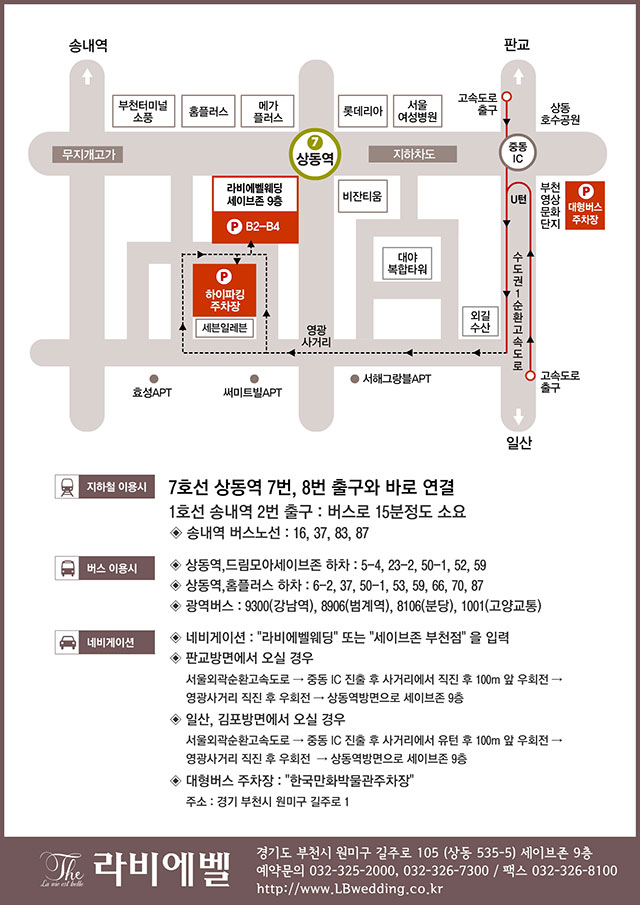 송내역
판교
부천터미널
소풍
홈플러스
메가
플러스
롯데리아
서울
여성병원
고속도로
출구
상동
호수공원
무지개고가
7
상동역
지하차도
중동
IC
라비에벨웨딩
세이브존 9층
P B2-B4
비잔티움
U턴
부천
영상
문화
단지
P
대형버스
주차장
대야
복합타워
P
하이파킹
주차장
세븐일레븐
영광
사거리
외길
수산
수도권1순환고속도로
효성APT
써미트빌APT
서해그랑블APT
고속도로
출구
일산
지하철 이용시
7호선 상동역 7번, 8번 출구와 바로 연결
1호선 송내역 2번 출구 : 버스로 15분정도 소요
◈ 송내역 버스노선 : 16, 37, 83, 87
버스 이용시
◈ 상동역,드림모아세이브존 하차 : 5-4, 23-2, 50-1, 52, 59
◈ 상동역,홈플러스 하차 : 6-2, 37, 50-1, 53, 59, 66, 70, 87
◈ 광역버스 : 9300(강남역), 8906(범계역), 8106(분당), 1001(고양교통)
네비게이션
◈ 네비게이션 : "라비에벨웨딩" 또는 "세이브존 부천점" 을 입력
◈ 판교방면에서 오실 경우
서울외곽순환고속도로 → 중동 IC 진출 후 사거리에서 직진 후 100m 앞 우회전 →
영광사거리 직진 후 우회전 → 상동역방면으로 세이브존 9층
◈ 일산, 김포방면에서 오실 경우
서울외곽순환고속도로 → 중동 IC 진출 후 사거리에서 유턴 후 100m 앞 우회전 →
영광사거리 직진 후 우회전 → 상동역방면으로 세이브존 9층
◈ 대형버스 주차장 : "한국만화박물관주차장"
주소 : 경기 부천시 원미구 길주로 1
The 라비에벨
La vie est belle
경기도 부천시 원미구 길주로 105 (상동 535-5) 세이브존 9층
예약문의 032-325-2000, 032-326-7300 / 팩스 032-326-8100
http://www.LBwedding.co.kr